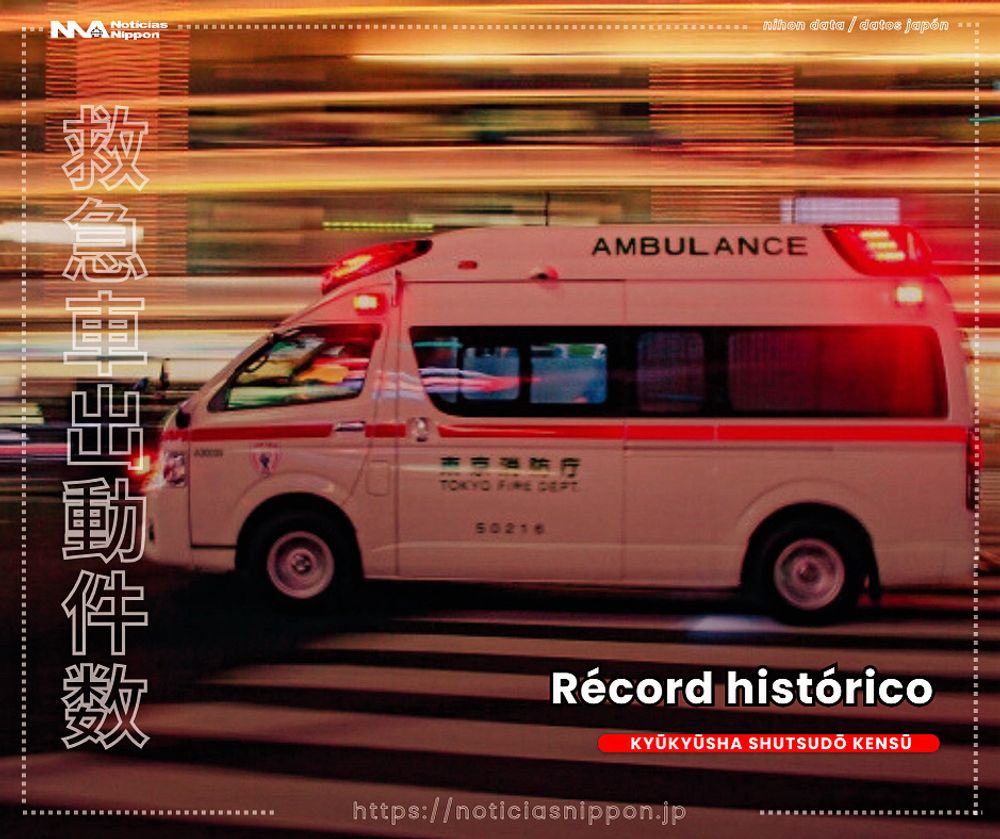 Noticias
Nippon
nihon data / datos japón
救急車出動件数
AMBULANCE
A30039
東京消防庁
TOKYO FIRE DEPT.
50216
Récord histórico
KYŪKYŪSHA SHUTSUDŌ KENSŪ
https://noticiasnippon.jp